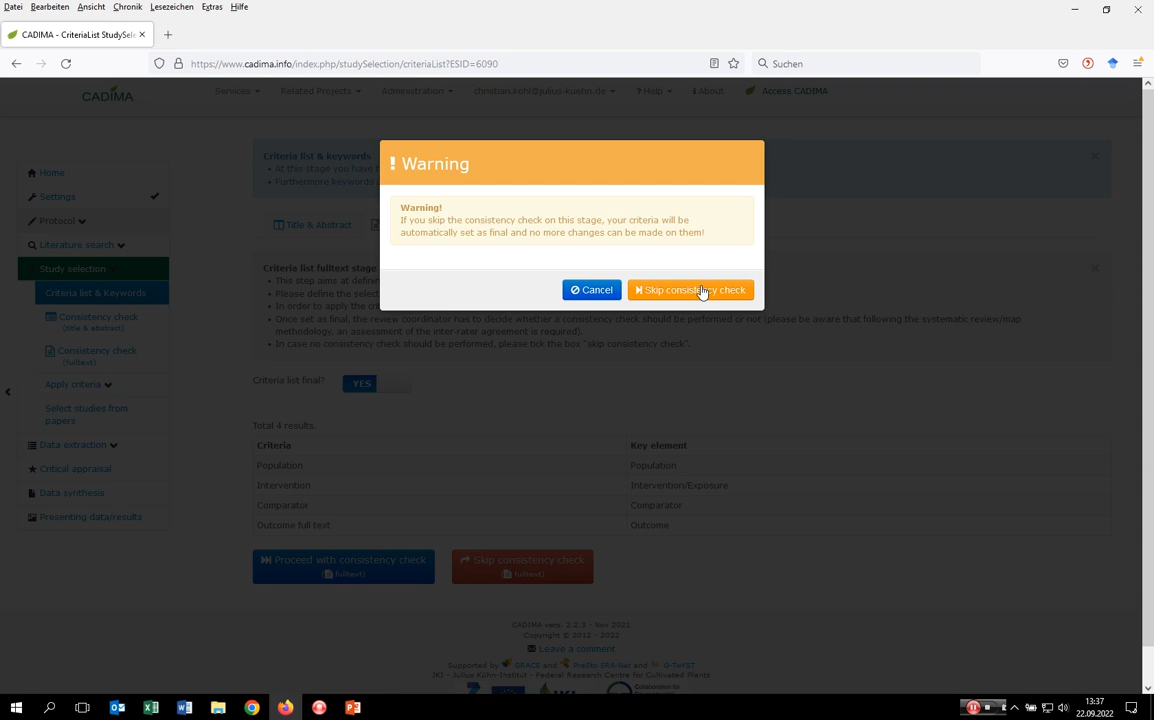 Datei Bearbeiten Ansicht Chronik Lesezeichen Extras Hilfe
CADIMA - CriteriaList StudySele
https://www.cadima.info/index.php/studySelection/criteriaList?ESID=6090
Suchen
CADIMA
Services
Related Projects
Administration
christian.kohl@julius-kuehn.de
? Help
About
Access CADIMA
Home
Settings
Protocol
Literature search
Study selection
Criteria list & Keywords
Consistency check
(title & abstract)
Consistency check
(fulltext)
Apply criteria
Select studies from
papers
Data extraction
Critical appraisal
Data synthesis
Presenting data/results
Criteria list & keywords
• At this stage you have
• Furthermore keywords
Title & Abstract
! Warning
Warning!
If you skip the consistency check on this stage, your criteria will be
automatically set as final and no more changes can be made on them!
Cancel
Skip consistency check
Criteria list fulltext stage
• This step aims at defin
• Please define the select
• In order to apply the cri
• Once set as final, the review coordinator has to decide whether a consistency check should be performed or not (please be aware that following the systematic review/map
methodology, an assessment of the inter-rater agreement is required).
• In case no consistency check should be performed, please tick the box "skip consistency check".
Criteria list final?
YES
Total 4 results.
Criteria Key element
Population Population
Intervention Intervention/Exposure
Comparator Comparator
Outcome full text Outcome
Proceed with consistency check
(fulltext)
Skip consistency check
(fulltext)
CADIMA vers. 2.2.3 - Nov 2021
Copyright © 2012 - 2022
Leave a comment
Supported by GRACE and PreSto ERA-Net and G-TwYST
JKI - Julius Kühn-Institut - Federal Research Centre for Cultivated Plants
13:37
22.09.2022